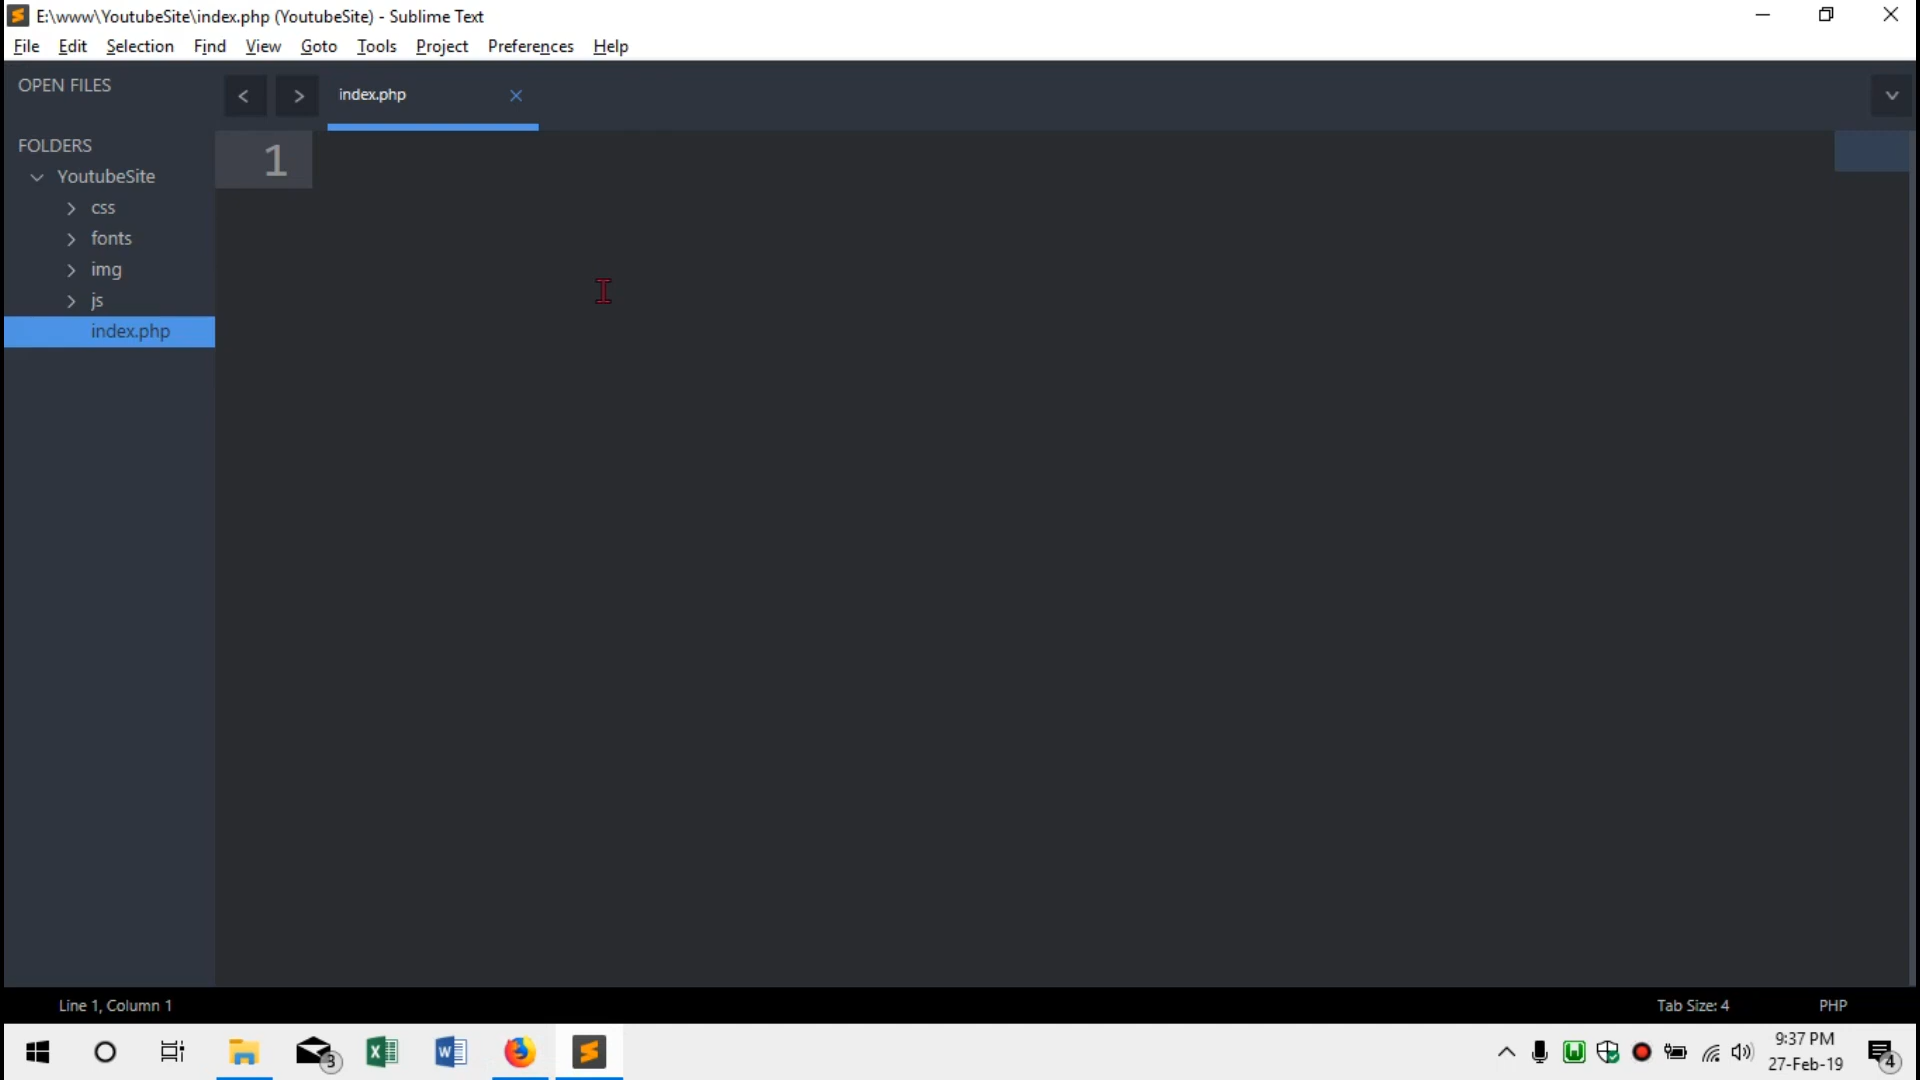 E:\www\YoutubeSite\index.php (YoutubeSite) - Sublime Text
File Edit Selection Find View Goto Tools Project Preferences Help
OPEN FILES
index.php
FOLDERS
YoutubeSite
css
fonts
img
js
index.php
1
Line 1, Column 1
Tab Size: 4
PHP
3
9:37 PM
27-Feb-19
4